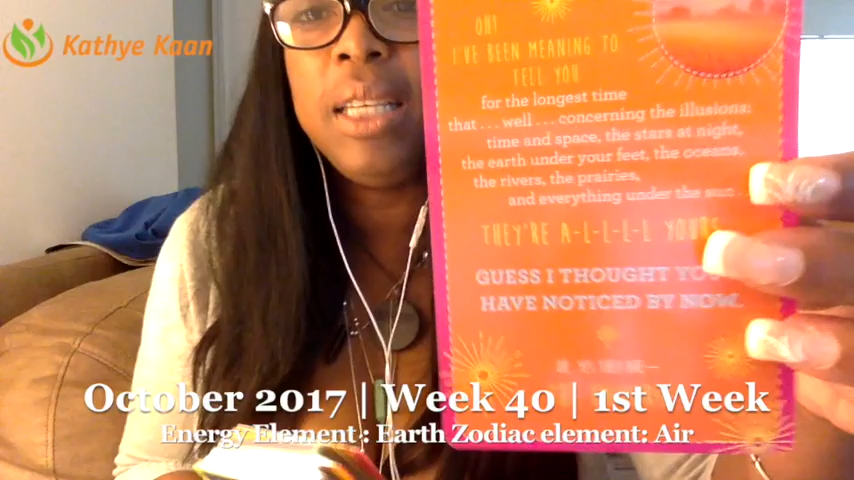 Kathye Kaan
OH!
I'VE BEEN MEANING TO
TELL YOU
for the longest time
that . . . well . . . concerning the illusions:
time and space, the stars at night,
the earth under your feet, the oceans,
the rivers, the prairies,
and everything under the sun . .
THEY'RE A-L-L-L-L YOURS
GUESS I THOUGHT YOU
HAVE NOTICED BY NOW.
October 2017 | Week 40 | 1st Week
Energy Element : Earth Zodiac element: Air